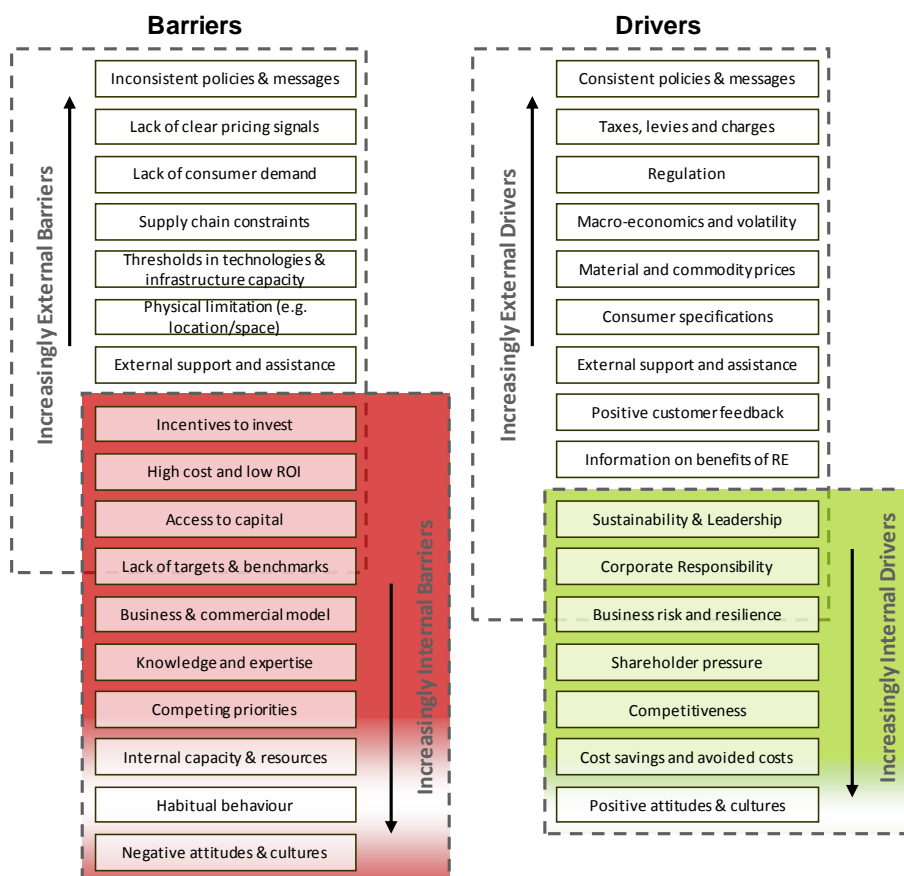 Barriers
Inconsistent policies & messages
Lack of clear pricing signals
Lack of consumer demand
Supply chain constraints
Thresholds in technologies &
infrastructure capacity
Physical limitation (e.g.
location/space)
External support and assistance
Incentives to invest
High cost and low ROI
Access to capital
Lack of targets & benchmarks
Business & commercial model
Knowledge and expertise
Competing priorities
Internal capacity & resources
Habitual behaviour
Negative attitudes & cultures
Increasingly External Barriers
Increasingly Internal Barriers
Drivers
Consistent policies & messages
Taxes, levies and charges
Regulation
Macro-economics and volatility
Material and commodity prices
Consumer specifications
External support and assistance
Positive customer feedback
Information on benefits of RE
Sustainability & Leadership
Corporate Responsibility
Business risk and resilience
Shareholder pressure
Competitiveness
Cost savings and avoided costs
Positive attitudes & cultures
Increasingly External Drivers
Increasingly Internal Drivers